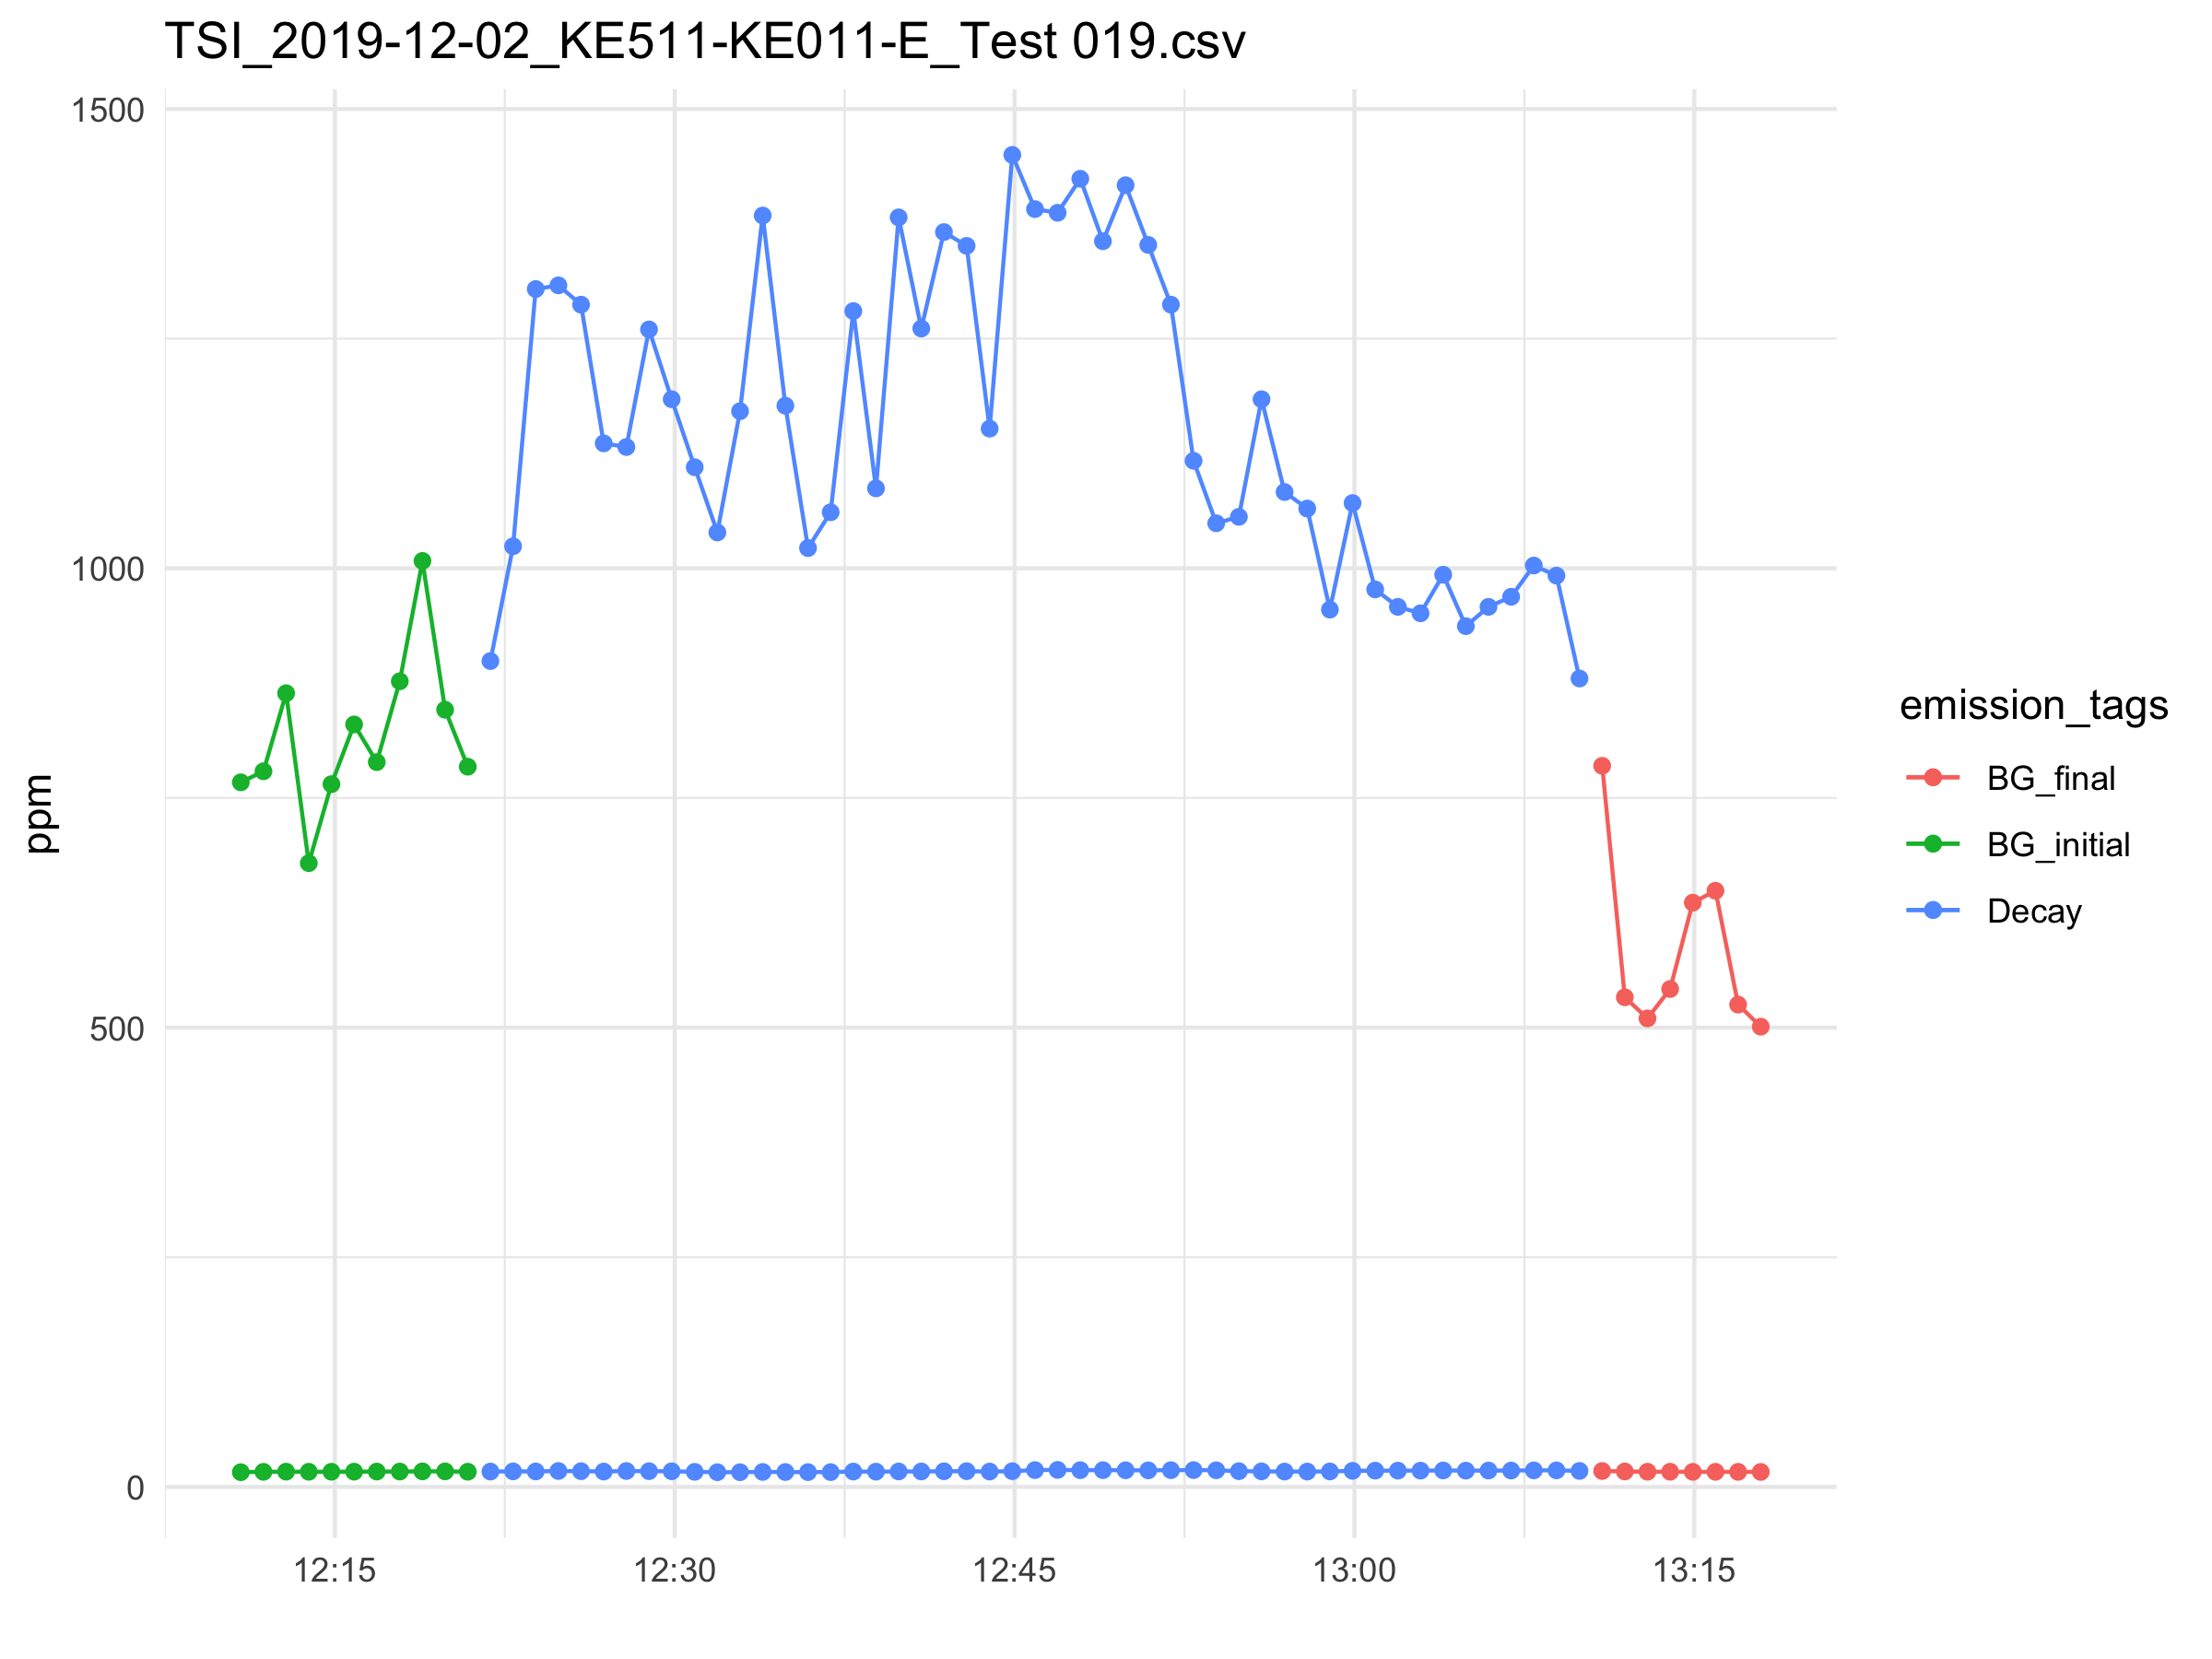 TSI_2019-12-02_KE511-KE011-E_Test 019.csv
1500
1000
500
0
ppm
12:15
12:30
12:45
13:00
13:15
emission_tags
BG_final
BG_initial
Decay